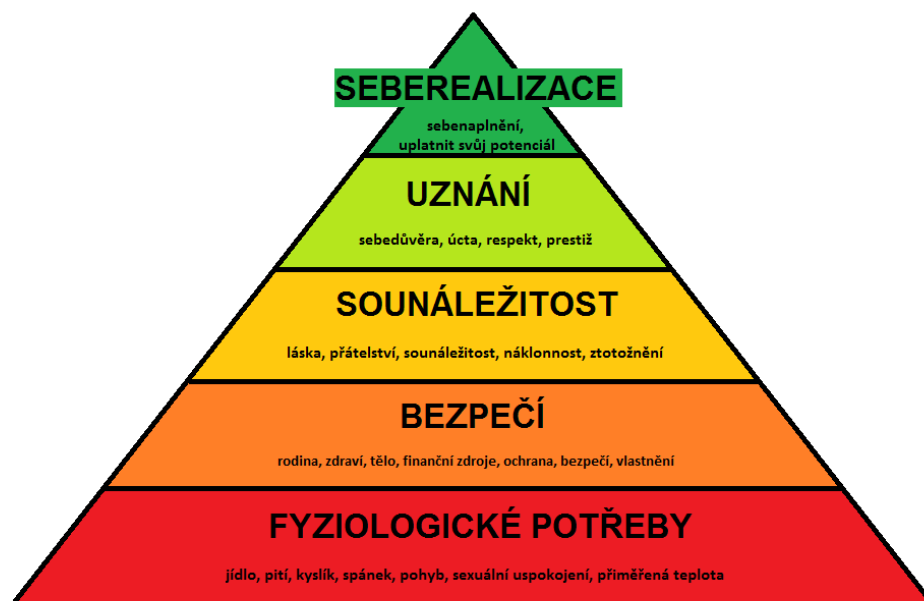 SEBEREALIZACE
sebenaplnění,
uplatnit svůj potenciál
UZNÁNÍ
sebedůvěra, úcta, respekt, prestiž
SOUNÁLEŽITOST
láska, přátelství, sounáležitost, náklonnost, ztotožnění
BEZPEČÍ
rodina, zdraví, tělo, finanční zdroje, ochrana, bezpečí, vlastnění
FYZIOLOGICKÉ POTŘEBY
jídlo, pití, kyslík, spánek, pohyb, sexuální uspokojení, přiměřená teplota